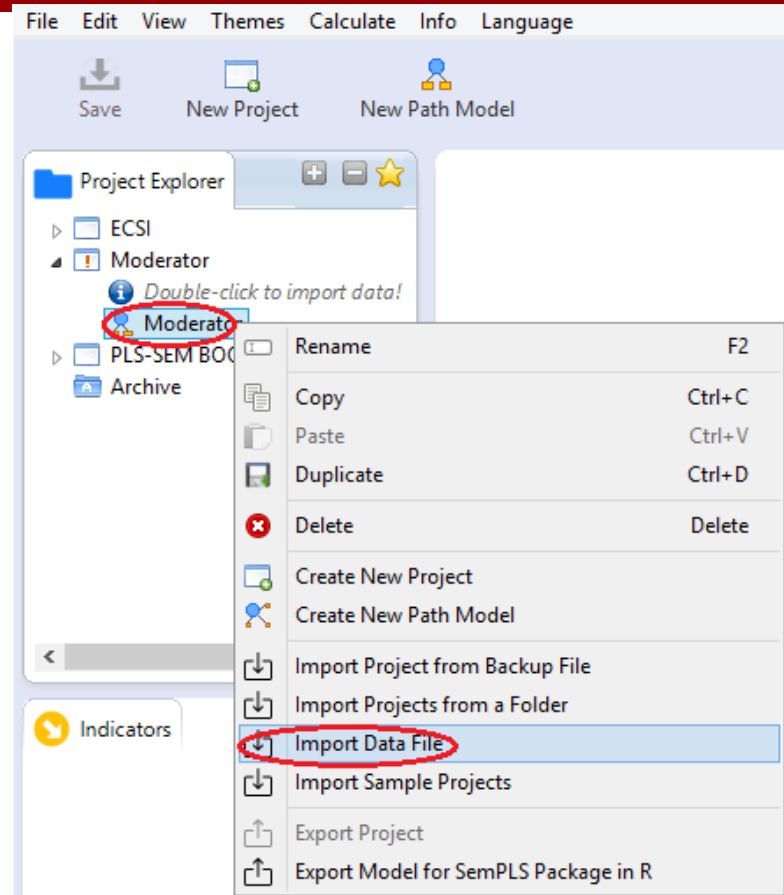 File Edit View Themes Calculate Info Language
Save New Project New Path Model
Project Explorer
ECSI
Moderator
Double-click to import data!
Moderator
PLS-SEM
Archive
Rename F2
Copy Ctrl+C
Paste Ctrl+V
Duplicate Ctrl+D
Delete Delete
Create New Project
Create New Path Model
Import Project from Backup File
Import Projects from a Folder
Import Data File
Import Sample Projects
Export Project
Export Model for SemPLS Package in R
Indicators